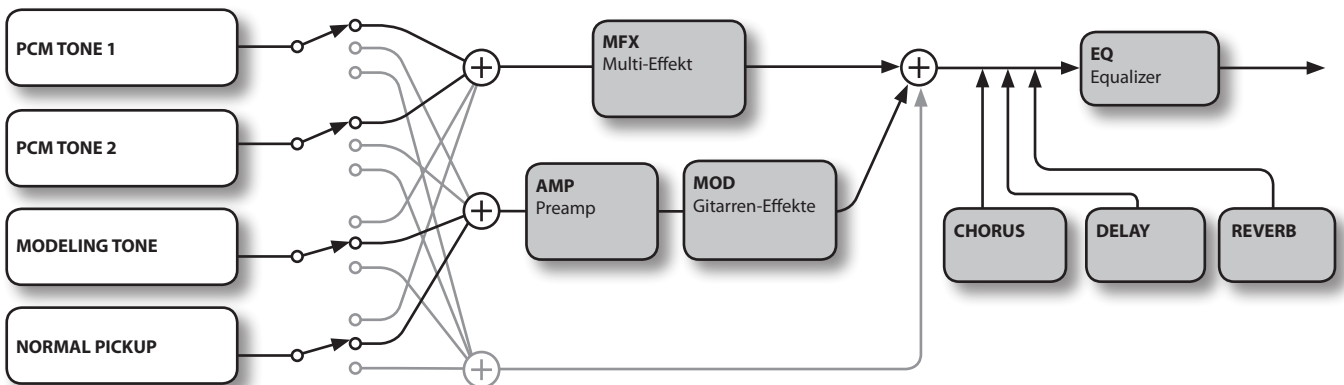 PCM TONE 1
PCM TONE 2
MODELING TONE
NORMAL PICKUP
MFX
Multi-Effekt
AMP
Preamp
MOD
Gitarren-Effekte
EQ
Equalizer
CHORUS
DELAY
REVERB